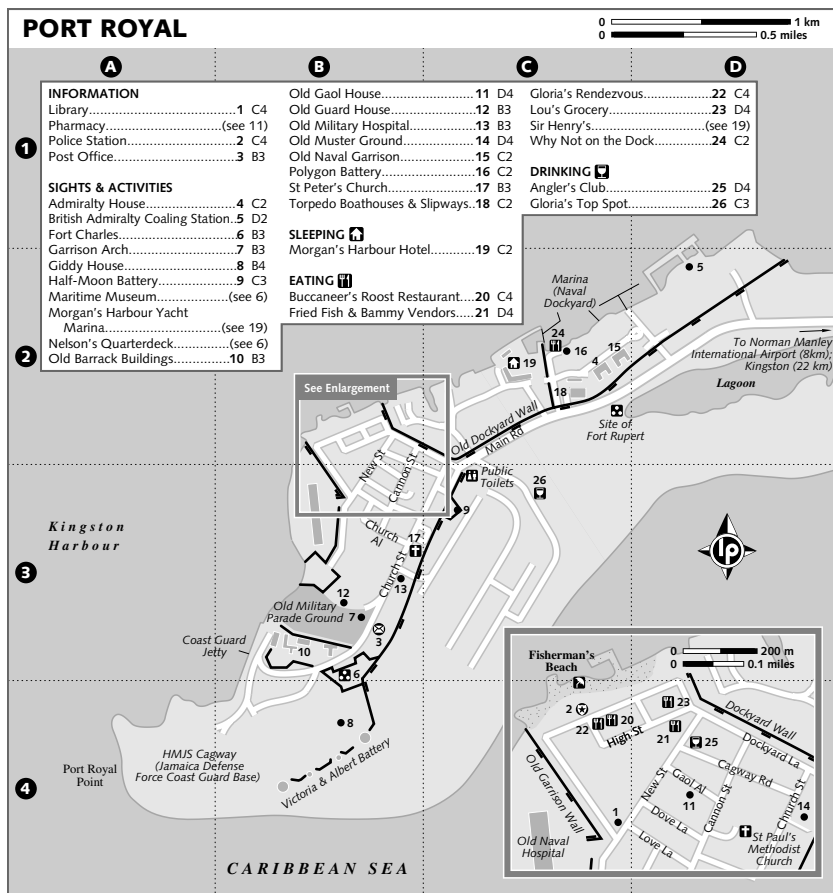 PORT ROYAL
0 1 km
0 0.5 miles
A B C D
1
INFORMATION
Library 1 C4
Pharmacy (see 11)
Police Station 2 C4
Post Office 3 B3
SIGHTS & ACTIVITIES
Admiralty House 4 C2
British Admiralty Coaling Station 5 D2
Fort Charles 6 B3
Garrison Arch 7 B3
Giddy House 8 B4
Half-Moon Battery 9 C3
Maritime Museum (see 6)
Morgan's Harbour Yacht
Marina (see 19)
Nelson's Quarterdeck (see 6)
Old Barrack Buildings 10 B3
Old Gaol House 11 D4
Old Guard House 12 B3
Old Military Hospital 13 B3
Old Muster Ground 14 D4
Old Naval Garrison 15 C2
Polygon Battery 16 C2
St Peter's Church 17 B3
Torpedo Boathouses & Slipways 18 C2
SLEEPING
Morgan's Harbour Hotel 19 C2
EATING
Buccaneer's Roost Restaurant 20 C4
Fried Fish & Bammy Vendors 21 D4
Gloria's Rendezvous 22 C4
Lou's Grocery 23 D4
Sir Henry's (see 19)
Why Not on the Dock 24 C2
DRINKING
Angler's Club 25 D4
Gloria's Top Spot 26 C3
2
5
Marina
(Naval
Dockyard)
24
16
15
4
19
18
To Norman Manley
International Airport (8km);
Kingston (22 km)
Lagoon
See Enlargement
Old Dockyard Wall
Main Rd
Site of
Fort Rupert
New St
Cannon St
Public
Toilets
26
9
3
Kingston
Harbour
Church
Al
17
Church St
13
12
lp
Old Military
Parade Ground
7
3
Coast Guard
Jetty
10
6
8
HMJS Cagway
(Jamaica Defense
Force Coast Guard Base)
Victoria & Albert Battery
Port Royal
Point
4
CARIBBEAN SEA
Fisherman's
Beach
0 200 m
0 0.1 miles
2
23
22
20
High St
21
25
Dockyard Wall
Dockyard La
Cagway Rd
Old Garrison Wall
New St
Gaol Al
11
Cannon St
Church St
14
1
Dove La
Love La
Old Naval
Hospital
St Paul's
Methodist
Church